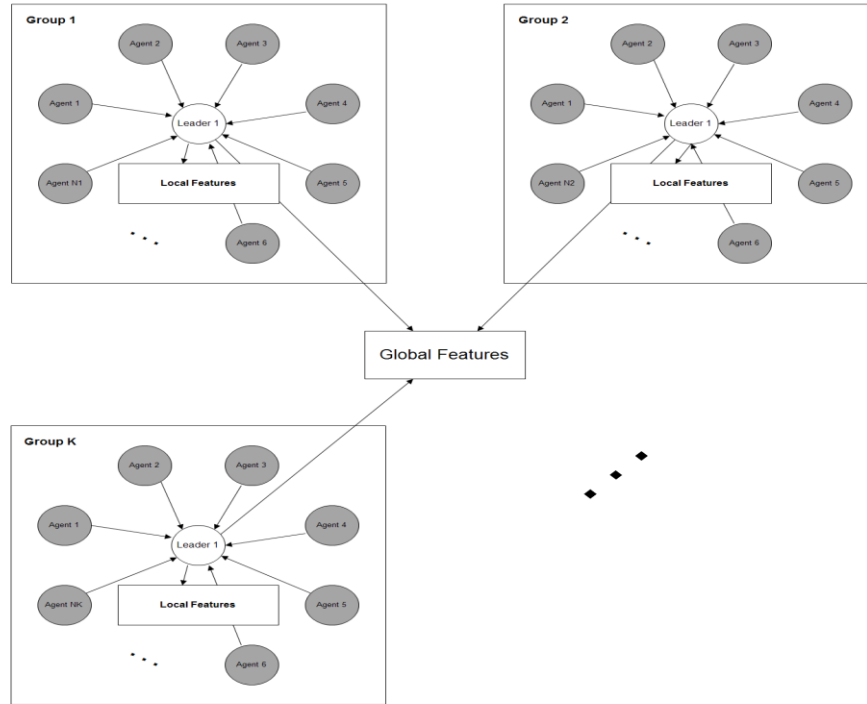 Group 1
Agent 2
Agent 3
Agent 1
Agent 4
Leader 1
Agent N1
Local Features
Agent 5
Agent 6
Group 2
Agent 2
Agent 3
Agent 1
Agent 4
Leader 1
Agent N2
Local Features
Agent 5
Agent 6
Global Features
Group K
Agent 2
Agent 3
Agent 1
Agent 4
Leader 1
Agent NK
Local Features
Agent 5
Agent 6